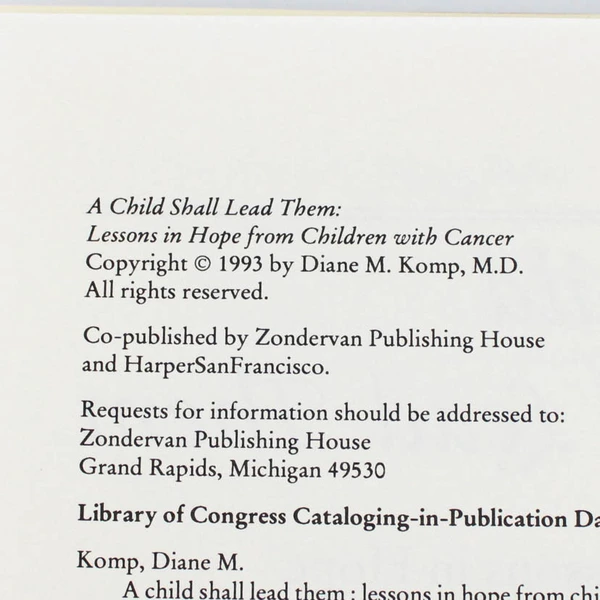 A Child Shall Lead Them:
Lessons in Hope from Children with Cancer
Copyright © 1993 by Diane M. Komp, M.D.
All rights reserved.
Co-published by Zondervan Publishing House
and HarperSanFrancisco.
Requests for information should be addressed to:
Zondervan Publishing House
Grand Rapids, Michigan 49530
Library of Congress Cataloging-in-Publication Da
Komp, Diane M.
A child shall lead them : lessons in hope from chi